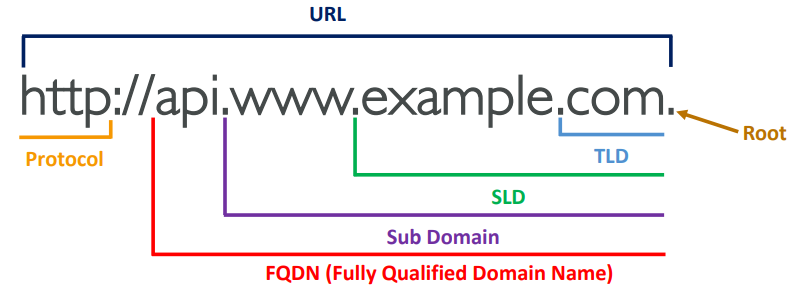 URL
http://api.www.example.com.
Root
Protocol
TLD
SLD
Sub Domain
FQDN (Fully Qualified Domain Name)